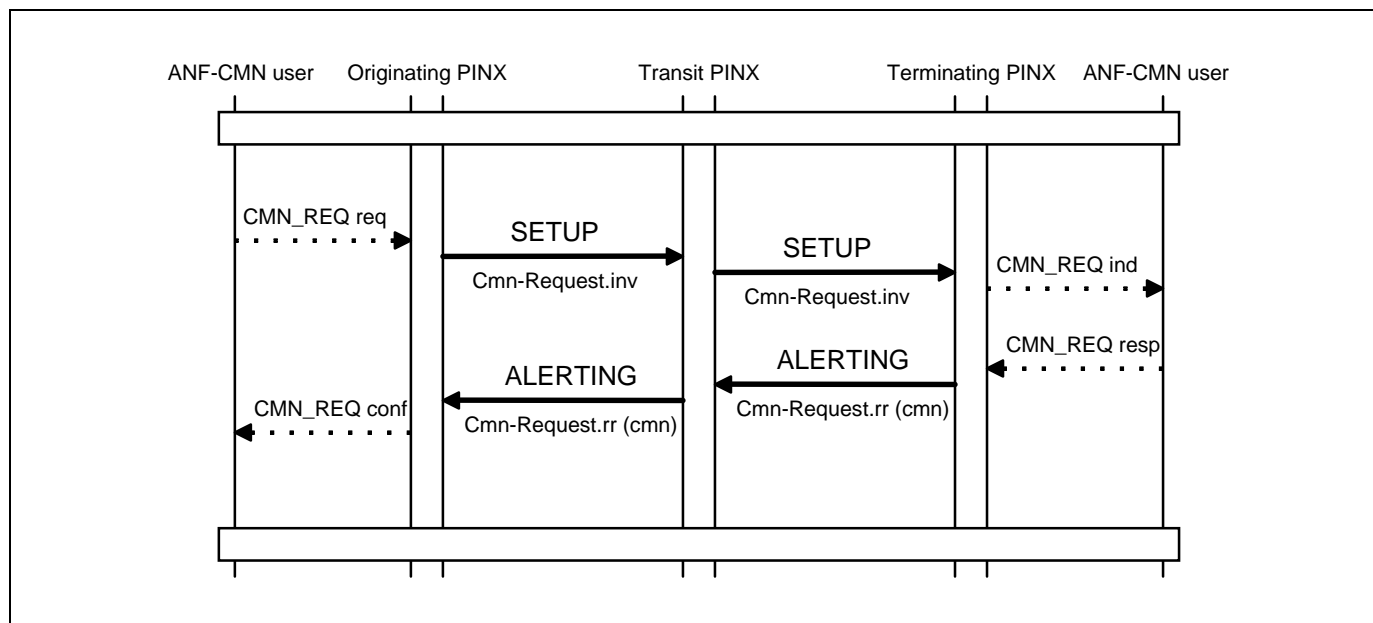 ANF-CMN user
Originating PINX
Transit PINX
Terminating PINX
ANF-CMN user
CMN_REQ req
SETUP
Cmn-Request.inv
SETUP
Cmn-Request.inv
CMN_REQ ind
CMN_REQ resp
ALERTING
Cmn-Request.rr (cmn)
ALERTING
Cmn-Request.rr (cmn)
CMN_REQ conf